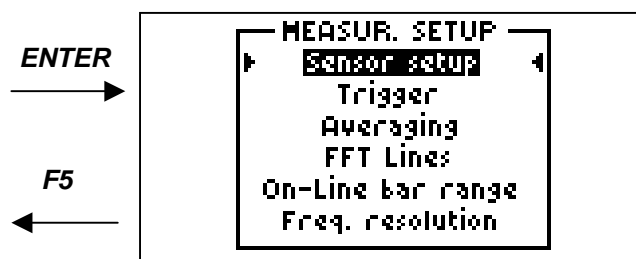 ENTER
F5
MEASUR. SETUP
Sensor setup
Trigger
Averaging
FFT Lines
On-Line bar range
Freq. resolution